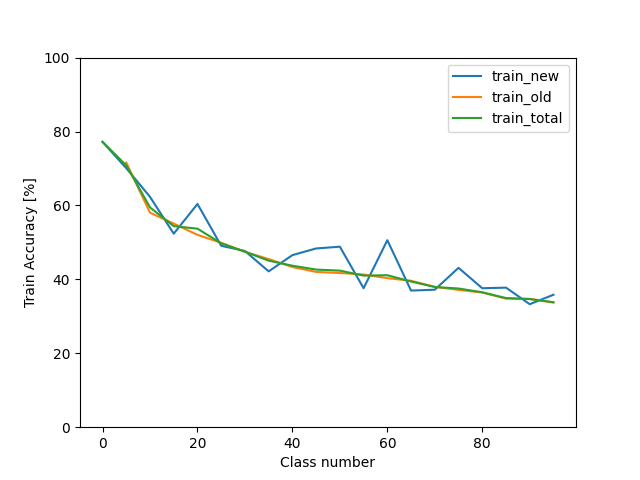 100
80
60
40
20
0
Train Accuracy [%]
train_new
train_old
train_total
0 20 40 60 80
Class number